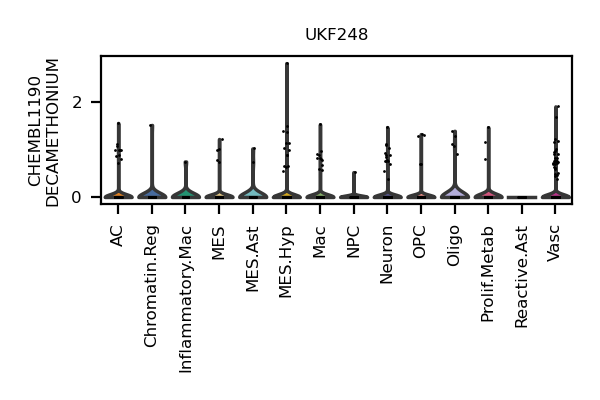 UKF248
CHEMBL1190
DECAMETHONIUM
2
0
AC
Chromatin.Reg
Inflammatory.Mac
MES
MES.Ast
MES.Hyp
Mac
NPC
Neuron
OPC
Oligo
Prolif.Metab
Reactive.Ast
Vasc